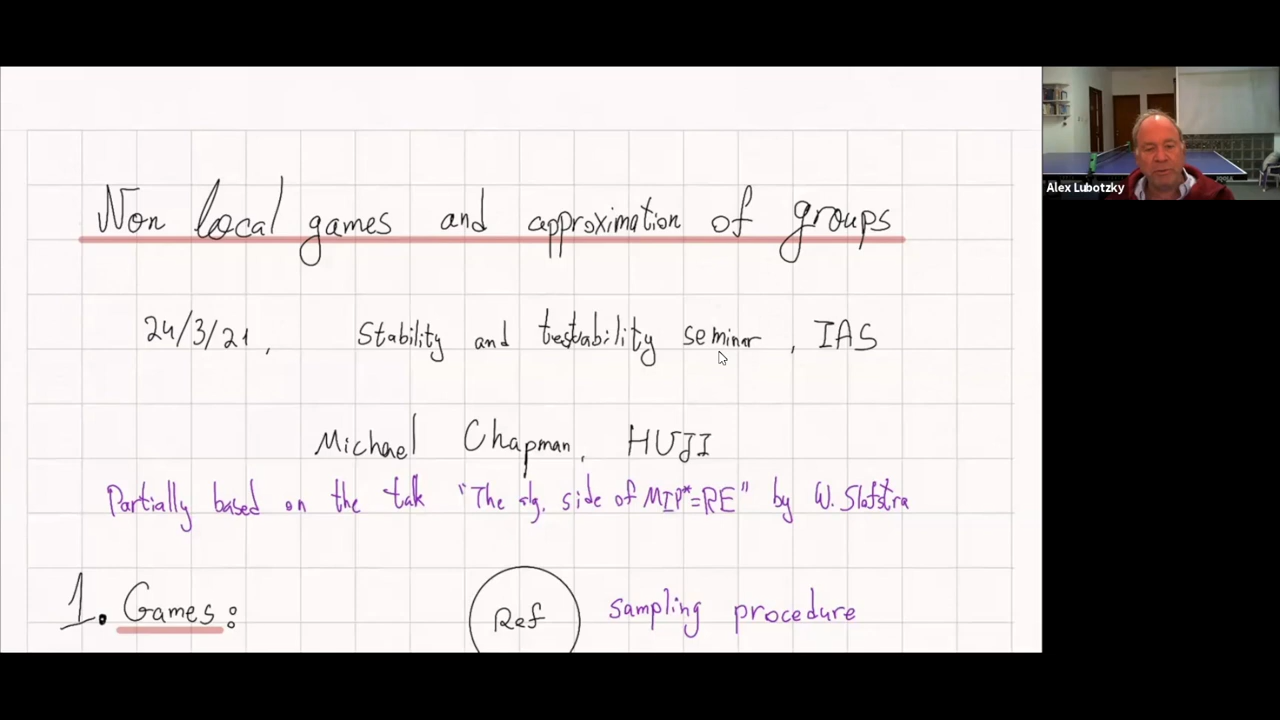 Non local games and approximation of groups
24/3/21, Stability and testability seminar, IAS
Michael Chapman, HUJI
Partially based on the talk "The alg. side of MIP*=RE" by W. Slofstra
1. Games:
Ref
sampling procedure
Alex Lubotzky